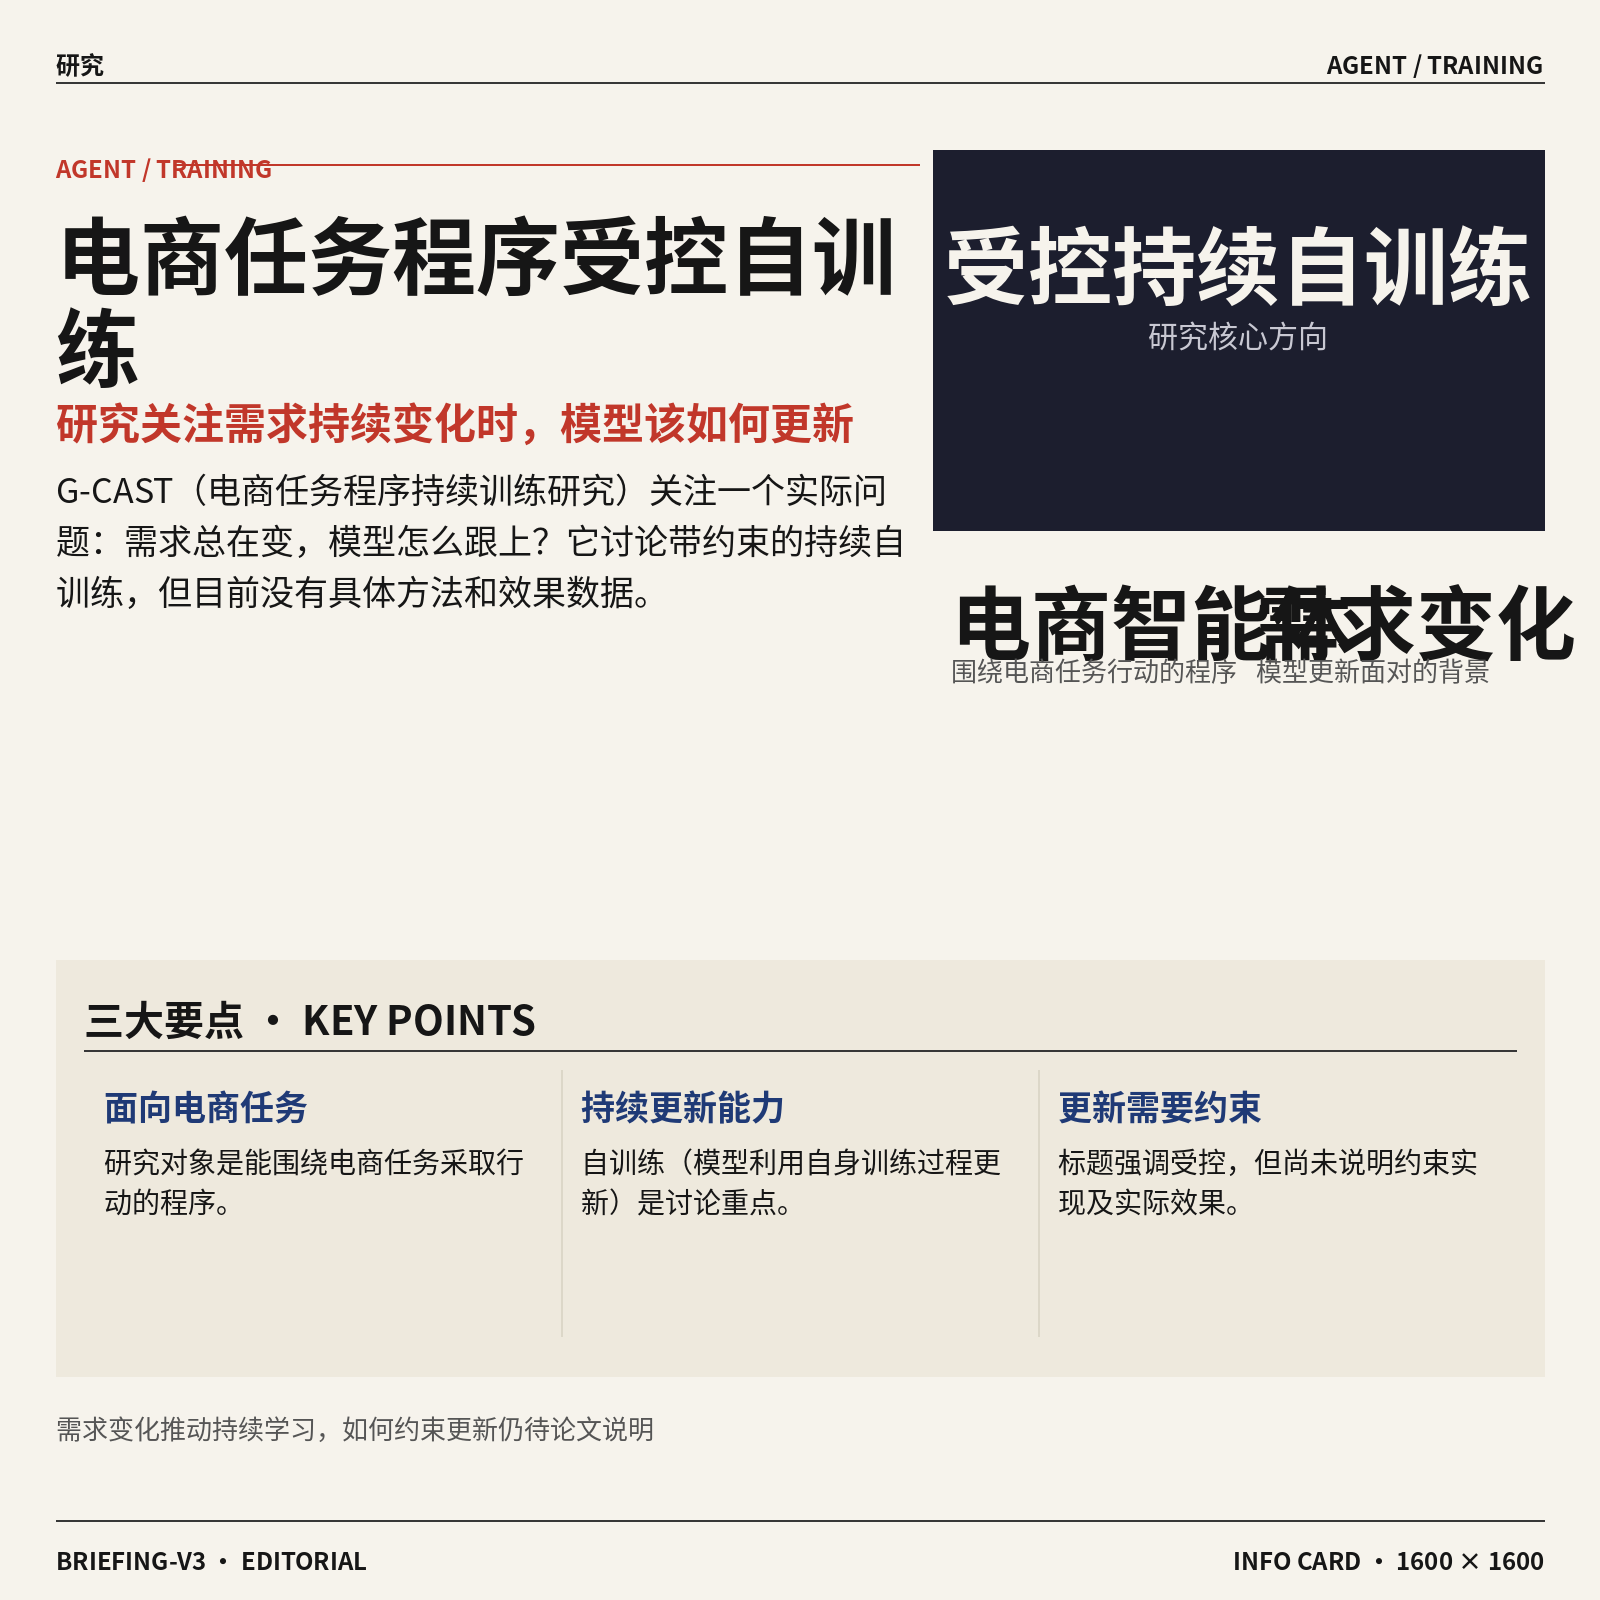 研究
AGENT / TRAINING
AGENT / TRAINING
电商任务程序受控自训
练
研究关注需求持续变化时，模型该如何更新
G-CAST（电商任务程序持续训练研究）关注一个实际问
题：需求总在变，模型怎么跟上？它讨论带约束的持续自
训练，但目前没有具体方法和效果数据。
受控持续自训练
研究核心方向
电商智能体
需求变化
围绕电商任务行动的程序
模型更新面对的背景
三大要点 · KEY POINTS
面向电商任务
研究对象是能围绕电商任务采取行
动的程序。
持续更新能力
自训练（模型利用自身训练过程更
新）是讨论重点。
更新需要约束
标题强调受控，但尚未说明约束实
现及实际效果。
需求变化推动持续学习，如何约束更新仍待论文说明
BRIEFING-V3 · EDITORIAL
INFO CARD · 1600 × 1600